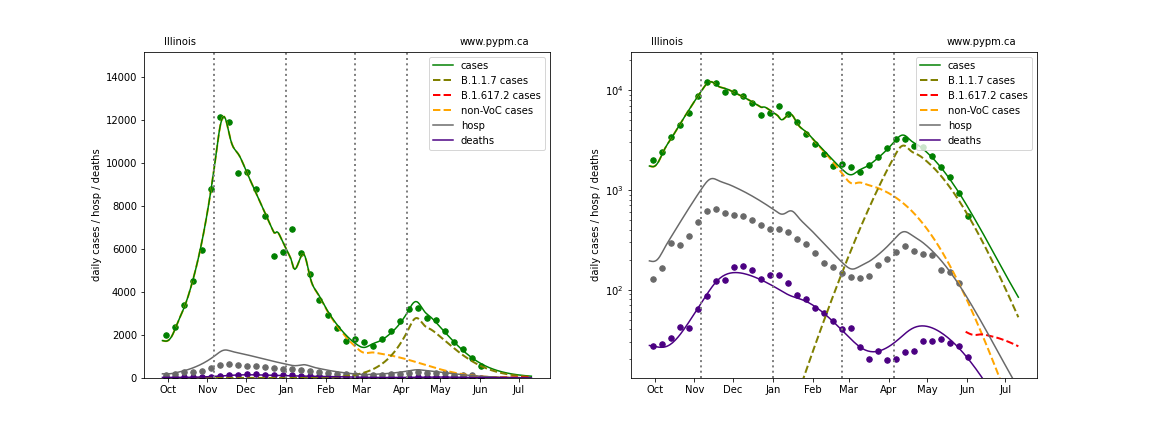 Illinois
www.pypm.ca
daily cases / hosp / deaths
14000
12000
10000
8000
6000
4000
2000
0
Oct
Nov
Dec
Jan
Feb
Mar
Apr
May
Jun
Jul
cases
B.1.1.7 cases
B.1.617.2 cases
non-VoC cases
hosp
deaths
Illinois
www.pypm.ca
daily cases / hosp / deaths
10⁴
10³
10²
Oct
Nov
Dec
Jan
Feb
Mar
Apr
May
Jun
Jul
cases
B.1.1.7 cases
B.1.617.2 cases
non-VoC cases
hosp
deaths